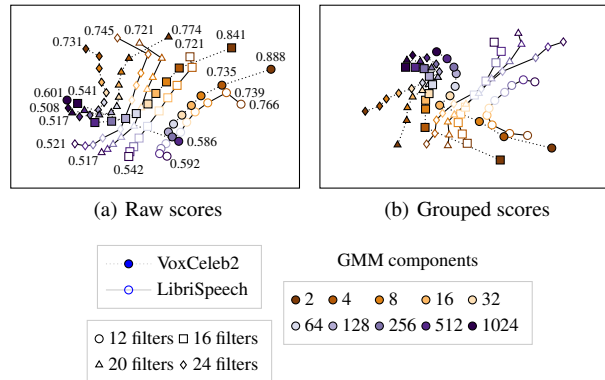 0.745
0.721
0.774
0.731
0.721
0.841
0.888
0.735
0.601
0.541
0.739
0.508
0.766
0.517
0.586
0.521
0.517
0.542
0.592
(a) Raw scores
(b) Grouped scores
VoxCeleb2
LibriSpeech
GMM components
2 4 8 16 32
64 128 256 512 1024
12 filters 16 filters
20 filters 24 filters